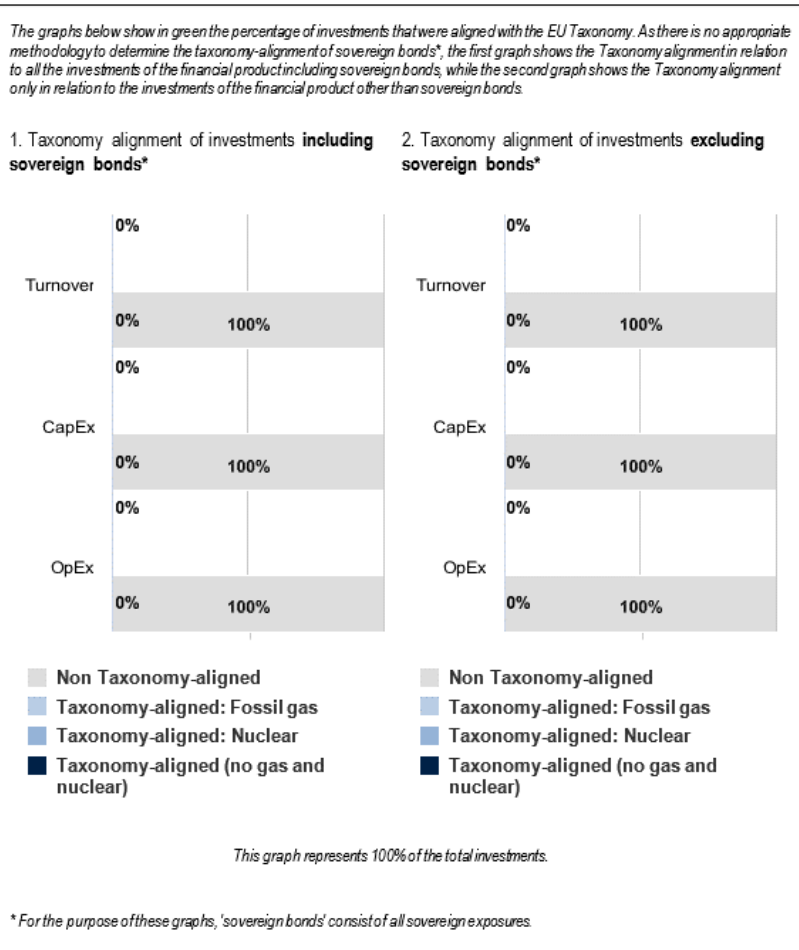 The graphs below show in green the percentage of investments that were aligned with the EU Taxonomy. As there is no appropriate
methodology to determine the taxonomy-alignment of sovereign bonds*, the first graph shows the Taxonomy alignment in relation
to all the investments of the financial product including sovereign bonds, while the second graph shows the Taxonomy alignment
only in relation to the investments of the financial product other than sovereign bonds.
1. Taxonomy alignment of investments including
sovereign bonds*
0%
Turnover
0% 100%
0%
CapEx
0% 100%
0%
OpEx
0% 100%
Non Taxonomy-aligned
Taxonomy-aligned: Fossil gas
Taxonomy-aligned: Nuclear
Taxonomy-aligned (no gas and
nuclear)
2. Taxonomy alignment of investments excluding
sovereign bonds*
0%
Turnover
0% 100%
0%
CapEx
0% 100%
0%
OpEx
0% 100%
Non Taxonomy-aligned
Taxonomy-aligned: Fossil gas
Taxonomy-aligned: Nuclear
Taxonomy-aligned (no gas and
nuclear)
This graph represents 100% of the total investments.
* For the purpose of these graphs, 'sovereign bonds' consist of all sovereign exposures.